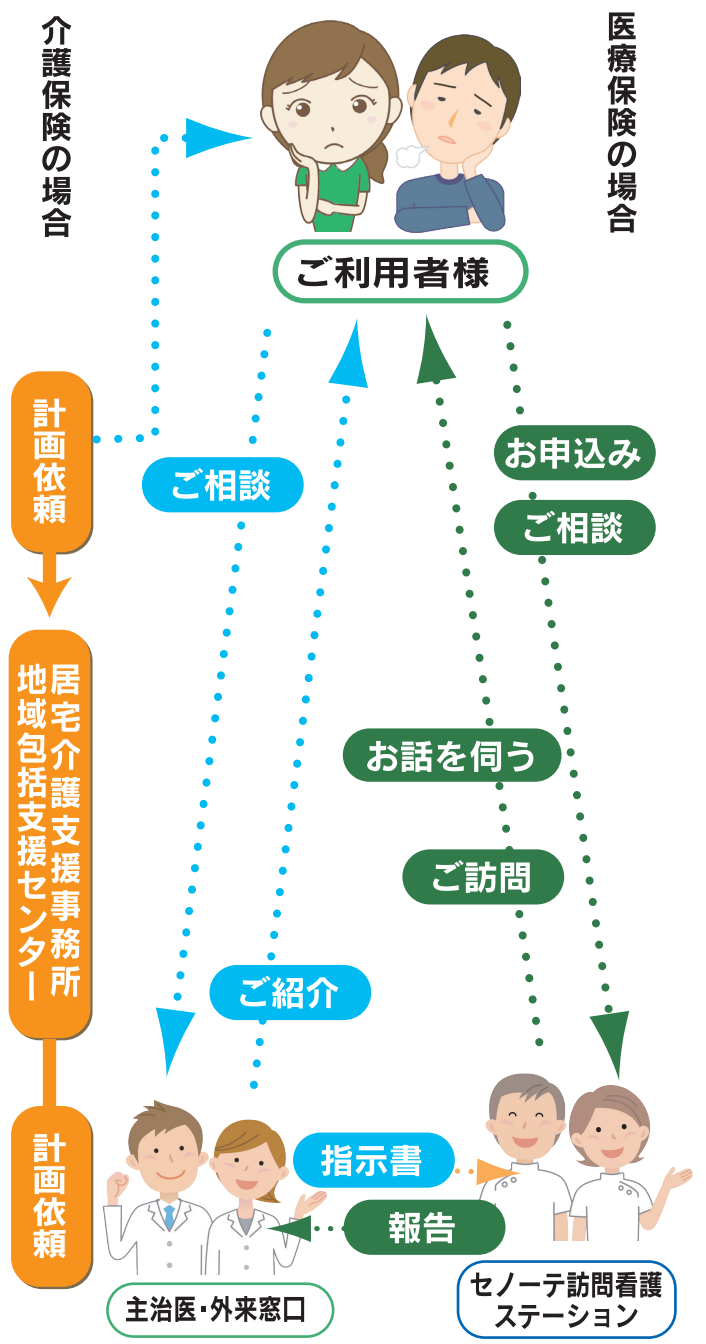 介護保険の場合
医療保険の場合
ご利用者様
計画依頼
ご相談
お申込み
ご相談
居宅介護支援事務所
地域包括支援センター
お話を伺う
ご訪問
ご紹介
計画依頼
指示書
報告
主治医・外来窓口
セノーテ訪問看護
ステーション